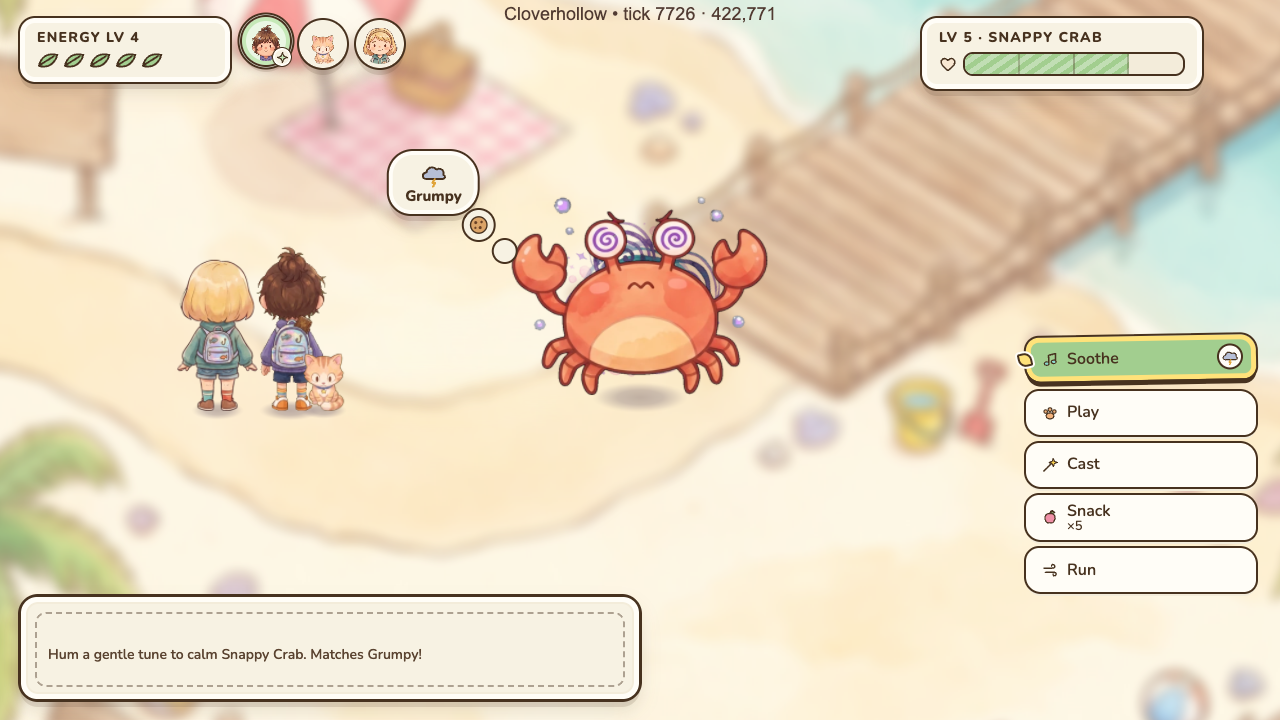 Cloverhollow • tick 7726 · 422,771
ENERGY LV 4
LV 5 · SNAPPY CRAB
Grumpy
Soothe
Play
Cast
Snack
×5
Run
Hum a gentle tune to calm Snappy Crab. Matches Grumpy!